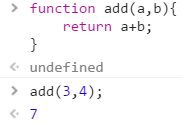 > function add(a,b){
return a+b;
}
< undefined
> add(3,4);
< 7